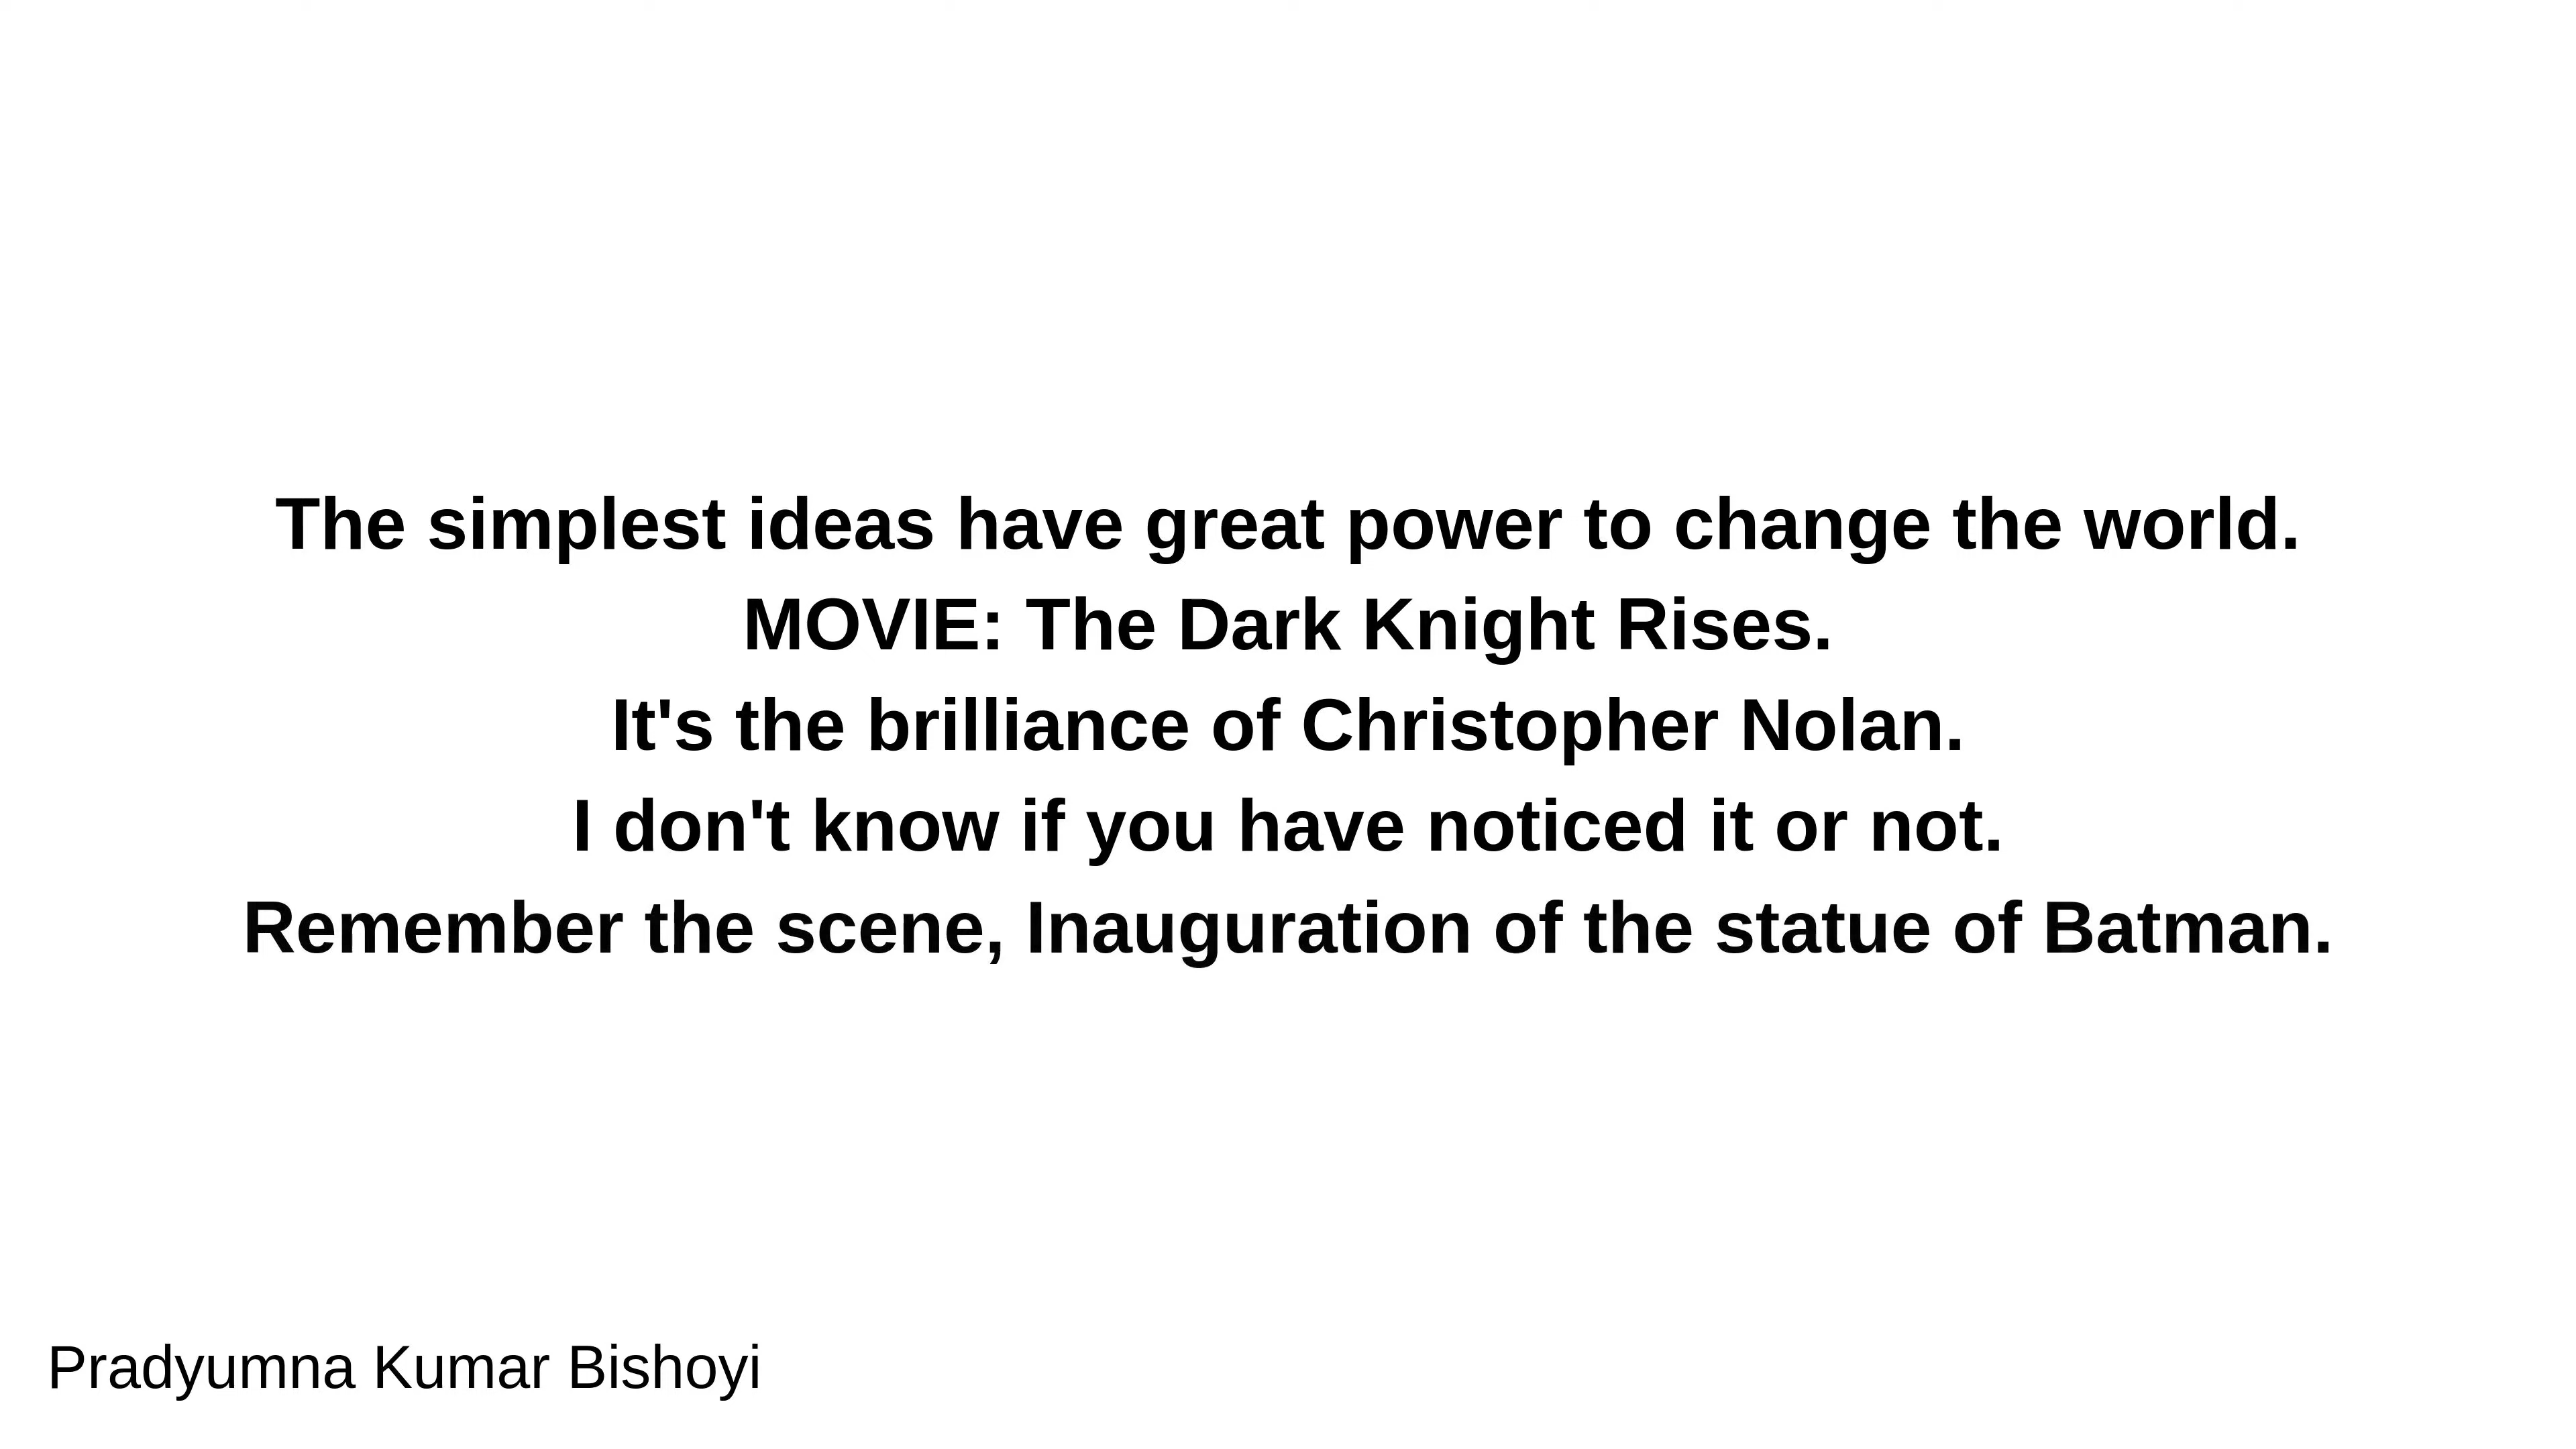 The simplest ideas have great power to change the world.
MOVIE: The Dark Knight Rises.
It's the brilliance of Christopher Nolan.
I don't know if you have noticed it or not.
Remember the scene, Inauguration of the statue of Batman.
Pradyumna Kumar Bishoyi